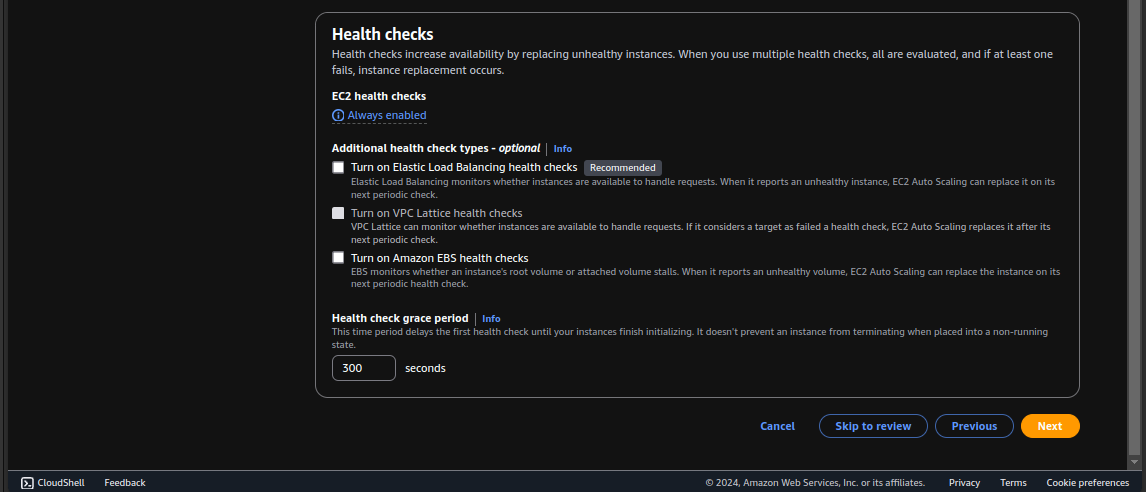 Health checks
Health checks increase availability by replacing unhealthy instances. When you use multiple health checks, all are evaluated, and if at least one
fails, instance replacement occurs.
EC2 health checks
Always enabled
Additional health check types - optional | Info
Turn on Elastic Load Balancing health checks Recommended
Elastic Load Balancing monitors whether instances are available to handle requests. When it reports an unhealthy instance, EC2 Auto Scaling can replace it on its
next periodic check.
Turn on VPC Lattice health checks
VPC Lattice can monitor whether instances are available to handle requests. If it considers a target as failed a health check, EC2 Auto Scaling replaces it after its
next periodic check.
Turn on Amazon EBS health checks
EBS monitors whether an instance's root volume or attached volume stalls. When it reports an unhealthy volume, EC2 Auto Scaling can replace the instance on its
next periodic health check.
Health check grace period | Info
This time period delays the first health check until your instances finish initializing. It doesn't prevent an instance from terminating when placed into a non-running
state.
300 seconds
Cancel Skip to review Previous Next
CloudShell Feedback © 2024, Amazon Web Services, Inc. or its affiliates. Privacy Terms Cookie preferences